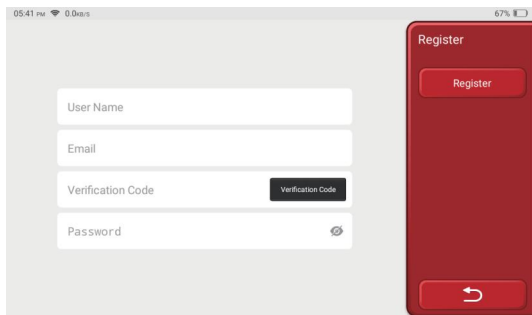 05:41 PM 0.0KB/S 67%
Register
Register
User Name
Email
Verification Code Verification Code
Password